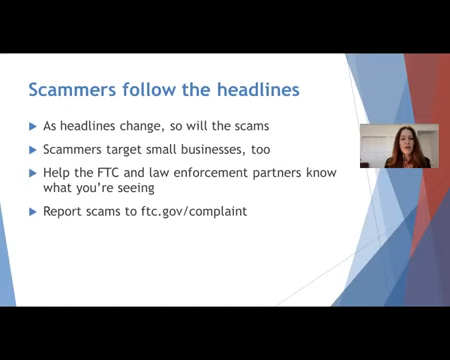 Scammers follow the headlines
As headlines change, so will the scams
Scammers target small businesses, too
Help the FTC and law enforcement partners know
what you're seeing
Report scams to ftc.gov/complaint